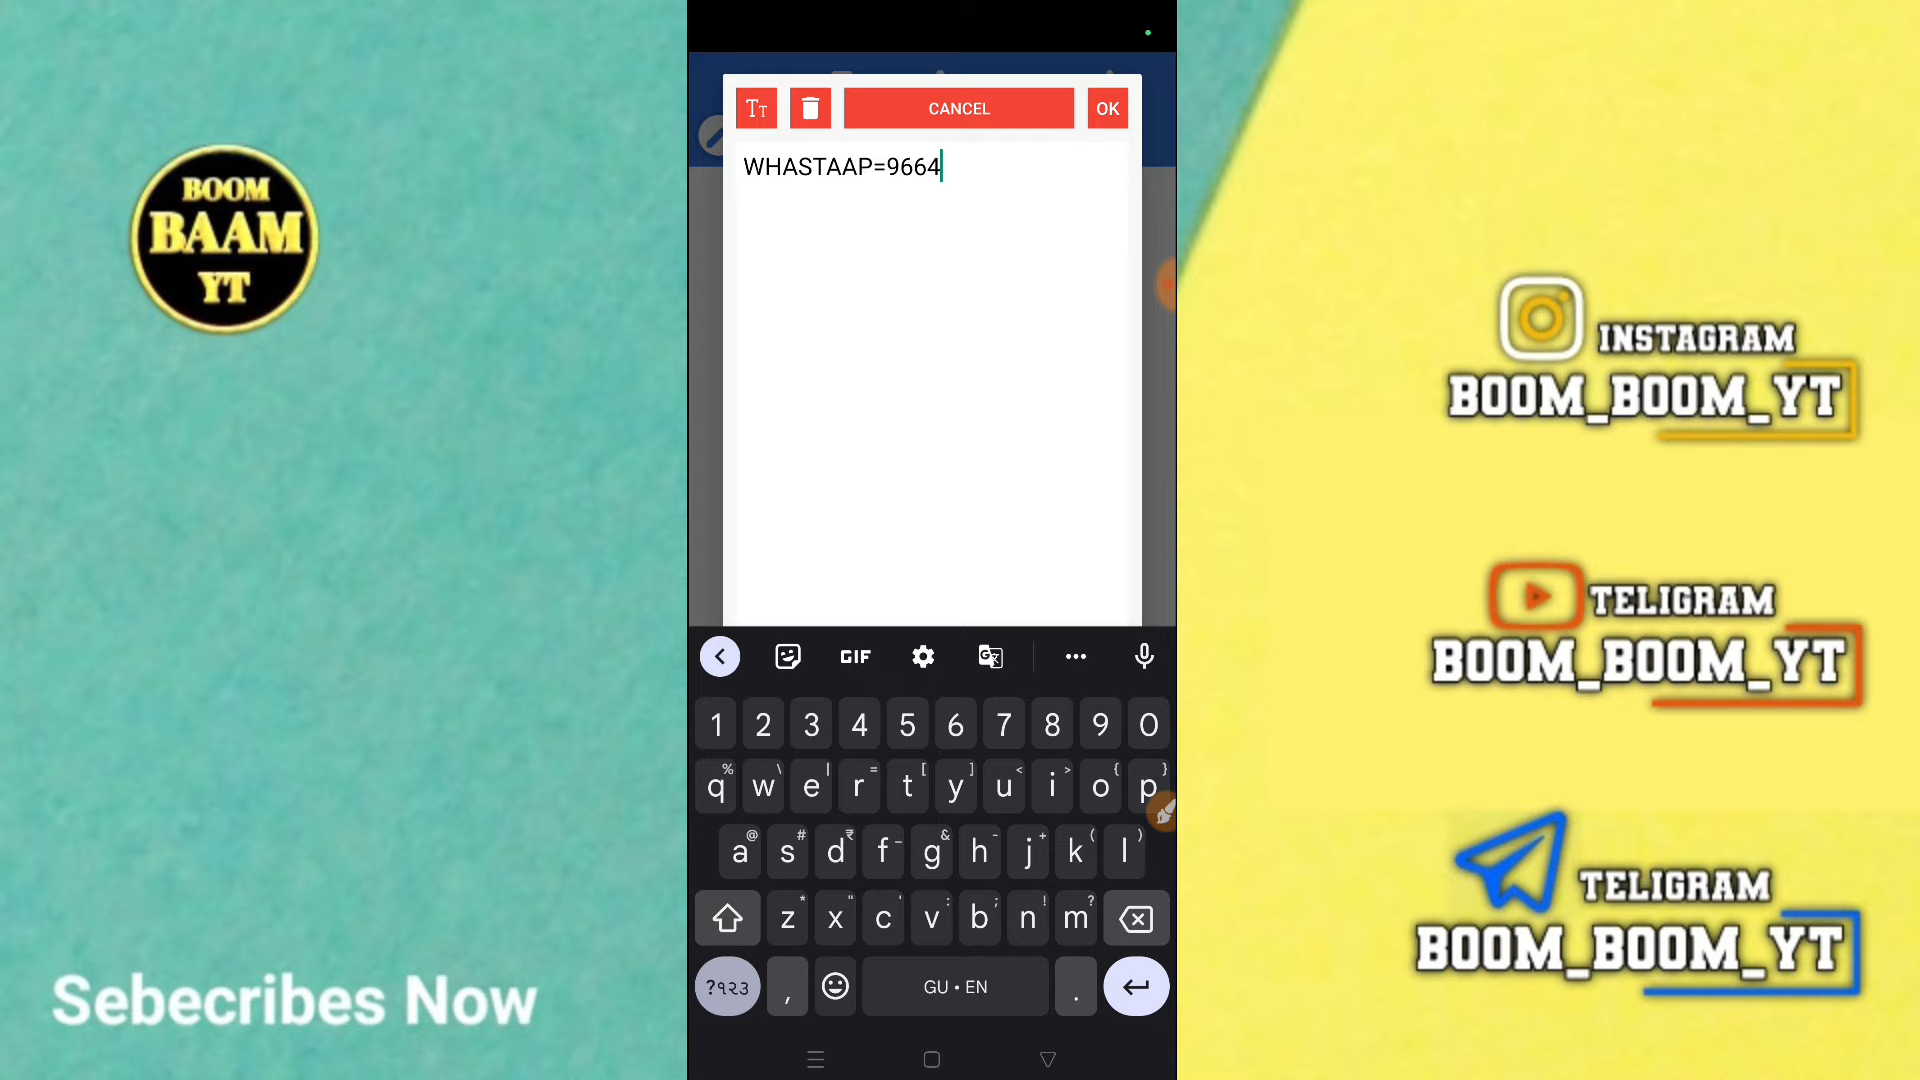 BOOM
BAAM
YT
Sebecribes Now
CANCEL
OK
WHASTAAP=9664
GIF
1 2 3 4 5 6 7 8 9 0
% \ | = [ ] < > { }
q w e r t y u i o p
@ # ₹ _ & - + ( )
a s d f g h j k l
* " ' : ; ! ?
z x c v b n m
?૧૨૩ , GU • EN .
INSTAGRAM
BOOM_BOOM_YT
TELIGRAM
BOOM_BOOM_YT
TELIGRAM
BOOM_BOOM_YT